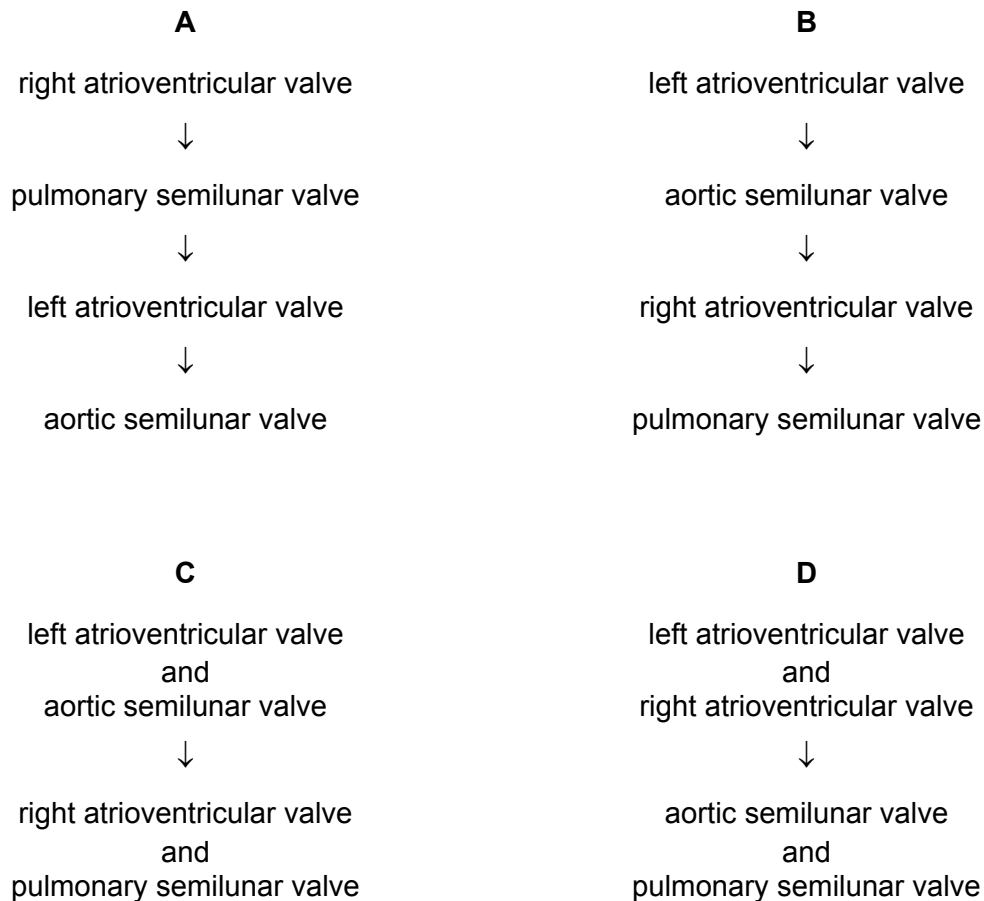 A
right atrioventricular valve
↓
pulmonary semilunar valve
↓
left atrioventricular valve
↓
aortic semilunar valve
B
left atrioventricular valve
↓
aortic semilunar valve
↓
right atrioventricular valve
↓
pulmonary semilunar valve
C
left atrioventricular valve
and
aortic semilunar valve
↓
right atrioventricular valve
and
pulmonary semilunar valve
D
left atrioventricular valve
and
right atrioventricular valve
↓
aortic semilunar valve
and
pulmonary semilunar valve